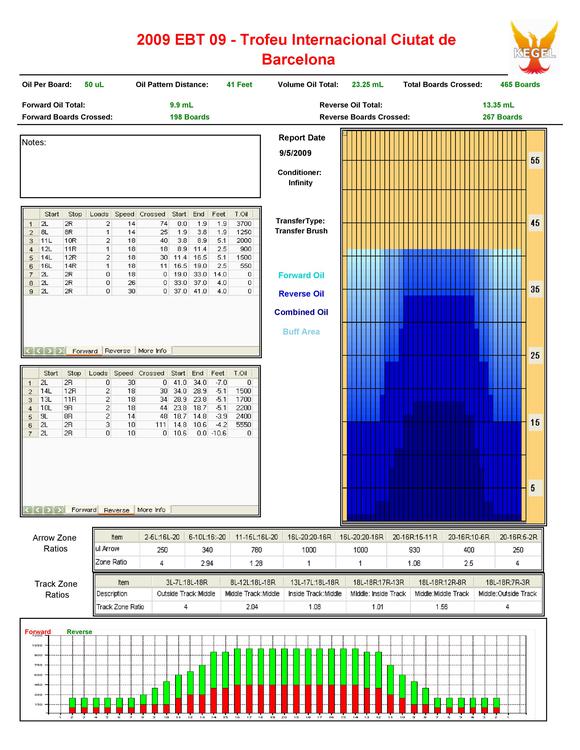 2009 EBT 09 - Trofeu Internacional Ciutat de
Barcelona
KEGEL
Oil Per Board: 50 uL Oil Pattern Distance: 41 Feet Volume Oil Total: 23.25 mL Total Boards Crossed: 465 Boards
Forward Oil Total: 9.9 mL Reverse Oil Total: 13.35 mL
Forward Boards Crossed: 198 Boards Reverse Boards Crossed: 267 Boards
Notes:
Report Date
9/5/2009
Conditioner:
Infinity
TransferType:
Transfer Brush
Forward Oil
Reverse Oil
Combined Oil
Buff Area
55
45
35
25
15
5
Start Stop Loads Speed Crossed Start End Feet T.Oil
1 2L 2R 2 14 74 0.0 1.9 1.9 3700
2 8L 8R 1 14 25 1.9 3.8 1.9 1250
3 11L 10R 2 18 40 3.8 8.9 5.1 2000
4 12L 11R 1 18 18 8.9 11.4 2.5 900
5 14L 12R 2 18 30 11.4 16.5 5.1 1500
6 16L 14R 1 18 11 16.5 19.0 2.5 550
7 2L 2R 0 18 0 19.0 33.0 14.0 0
8 2L 2R 0 26 0 33.0 37.0 4.0 0
9 2L 2R 0 30 0 37.0 41.0 4.0 0
Forward Reverse More Info
Start Stop Loads Speed Crossed Start End Feet T.Oil
1 2L 2R 0 30 0 41.0 34.0 -7.0 0
2 14L 12R 2 18 30 34.0 28.9 -5.1 1500
3 13L 11R 2 18 34 28.9 23.8 -5.1 1700
4 10L 9R 2 18 44 23.8 18.7 -5.1 2200
5 9L 8R 2 14 48 18.7 14.8 -3.9 2400
6 2L 2R 3 10 111 14.8 10.6 -4.2 5550
7 2L 2R 0 10 0 10.6 0.0 -10.6 0
Forward Reverse More Info
Arrow Zone
Ratios
Item 2-5L:16L-20 6-10L:16:-20 11-15L:16L-20 16L-20:20-16R 16L-20:20-16R 20-16R:15-11R 20-16R:10-6R 20-16R:5-2R
ul Arrow 250 340 780 1000 1000 930 400 250
Zone Ratio 4 2.94 1.28 1 1 1.08 2.5 4
Track Zone
Ratios
Item 3L-7L:18L-18R 8L-12L:18L-18R 13L-17L:18L-18R 18L-18R:17R-13R 18L-18R:12R-8R 18L-18R:7R-3R
Description Outside Track:Middle Middle Track:Middle Inside Track:Middle Middle: Inside Track Middle:Middle Track Middle:Outside Track
Track Zone Ratio 4 2.04 1.08 1.01 1.56 4
Forward Reverse